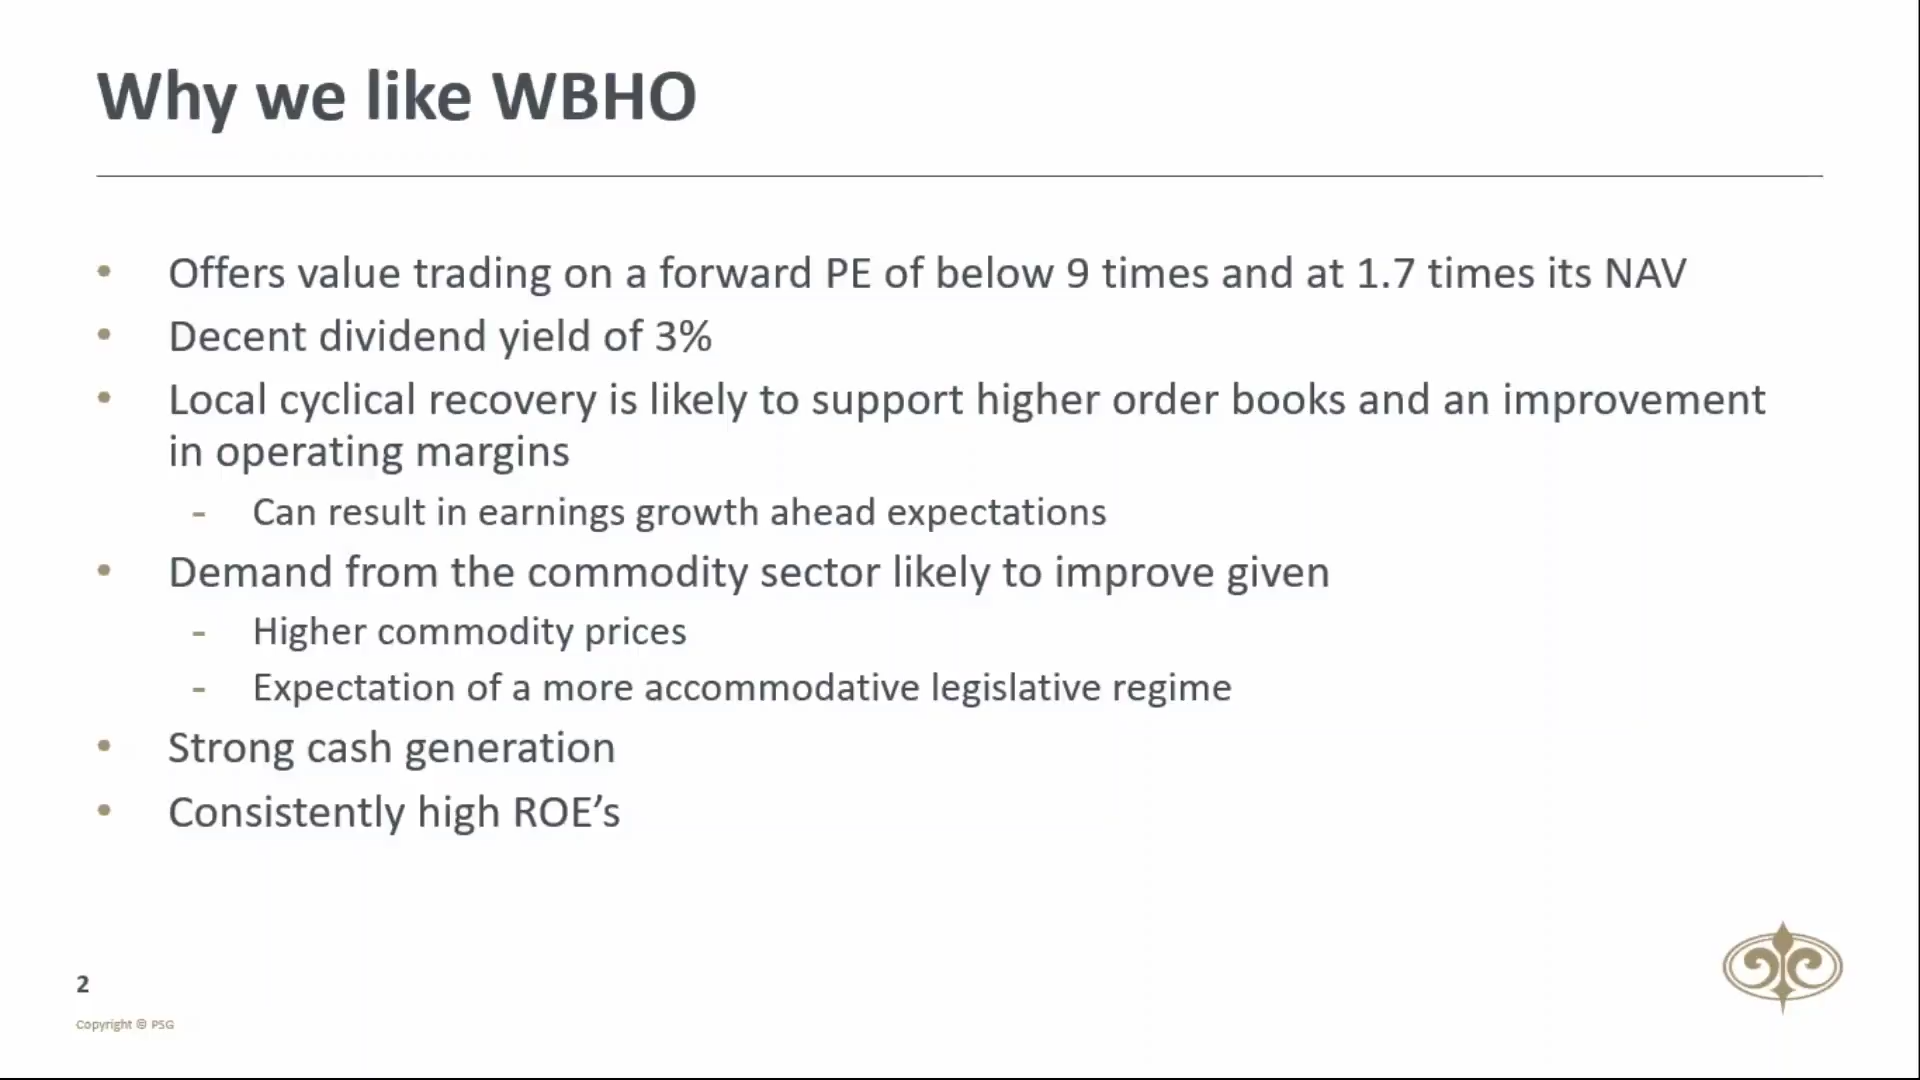 Why we like WBHO
• Offers value trading on a forward PE of below 9 times and at 1.7 times its NAV
• Decent dividend yield of 3%
• Local cyclical recovery is likely to support higher order books and an improvement
in operating margins
- Can result in earnings growth ahead expectations
• Demand from the commodity sector likely to improve given
- Higher commodity prices
- Expectation of a more accommodative legislative regime
• Strong cash generation
• Consistently high ROE’s
2
Copyright © PSG